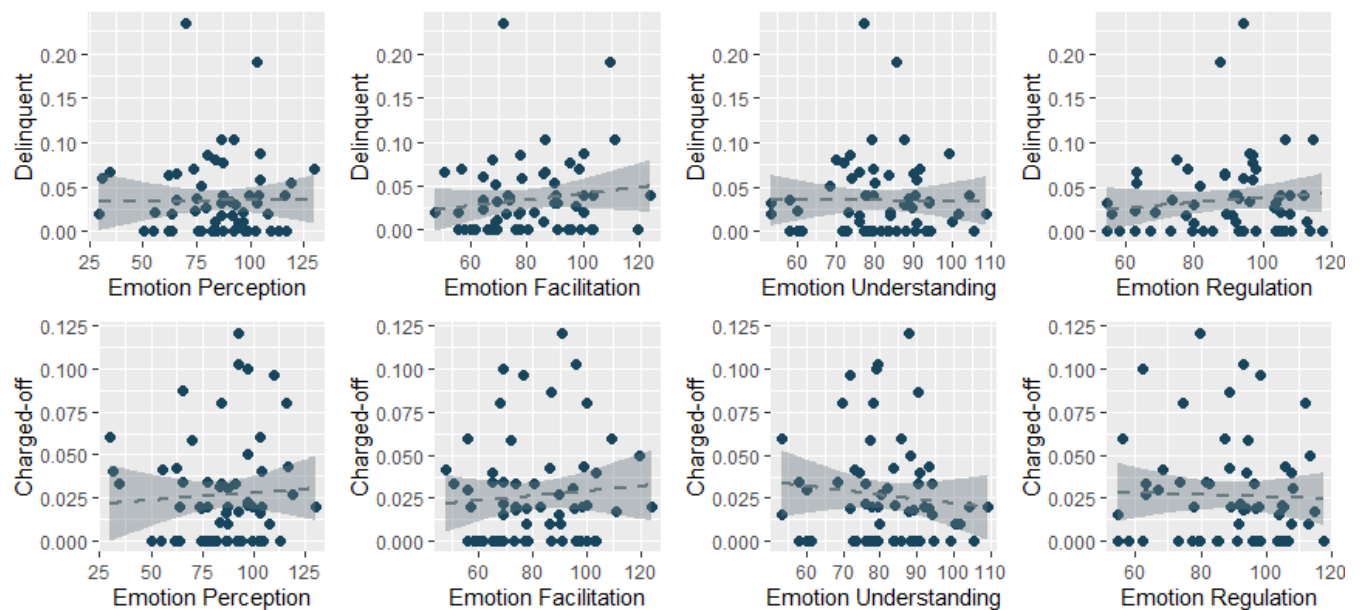 Delinquent
0.20
0.15
0.10
0.05
0.00
25 50 75 100 125
Emotion Perception
Delinquent
0.20
0.15
0.10
0.05
0.00
60 80 100 120
Emotion Facilitation
Delinquent
0.20
0.15
0.10
0.05
0.00
50 60 70 80 90 100 110
Emotion Understanding
Delinquent
0.20
0.15
0.10
0.05
0.00
60 80 100 120
Emotion Regulation
Charged-off
0.125
0.100
0.075
0.050
0.025
0.000
25 50 75 100 125
Emotion Perception
Charged-off
0.125
0.100
0.075
0.050
0.025
0.000
60 80 100 120
Emotion Facilitation
Charged-off
0.125
0.100
0.075
0.050
0.025
0.000
50 60 70 80 90 100 110
Emotion Understanding
Charged-off
0.125
0.100
0.075
0.050
0.025
0.000
60 80 100 120
Emotion Regulation